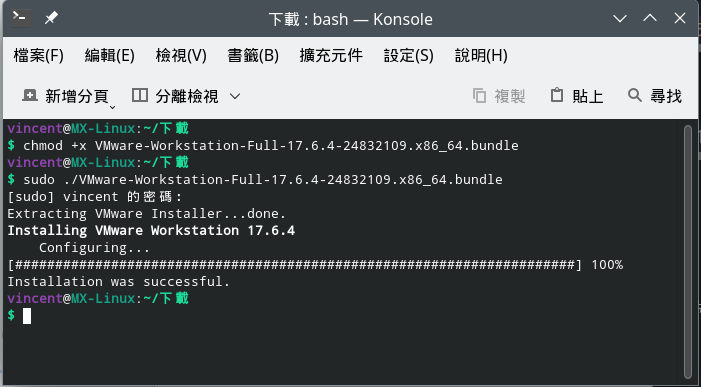 下載 : bash — Konsole
檔案(F) 編輯(E) 檢視(V) 書籤(B) 擴充元件 設定(S) 說明(H)
新增分頁 分離檢視 複製 貼上 尋找
vincent@MX-Linux:~/下載
$ chmod +x VMware-Workstation-Full-17.6.4-24832109.x86_64.bundle
vincent@MX-Linux:~/下載
$ sudo ./VMware-Workstation-Full-17.6.4-24832109.x86_64.bundle
[sudo] vincent 的密碼:
Extracting VMware Installer...done.
Installing VMware Workstation 17.6.4
    Configuring...
[######################################################################] 100%
Installation was successful.
vincent@MX-Linux:~/下載
$